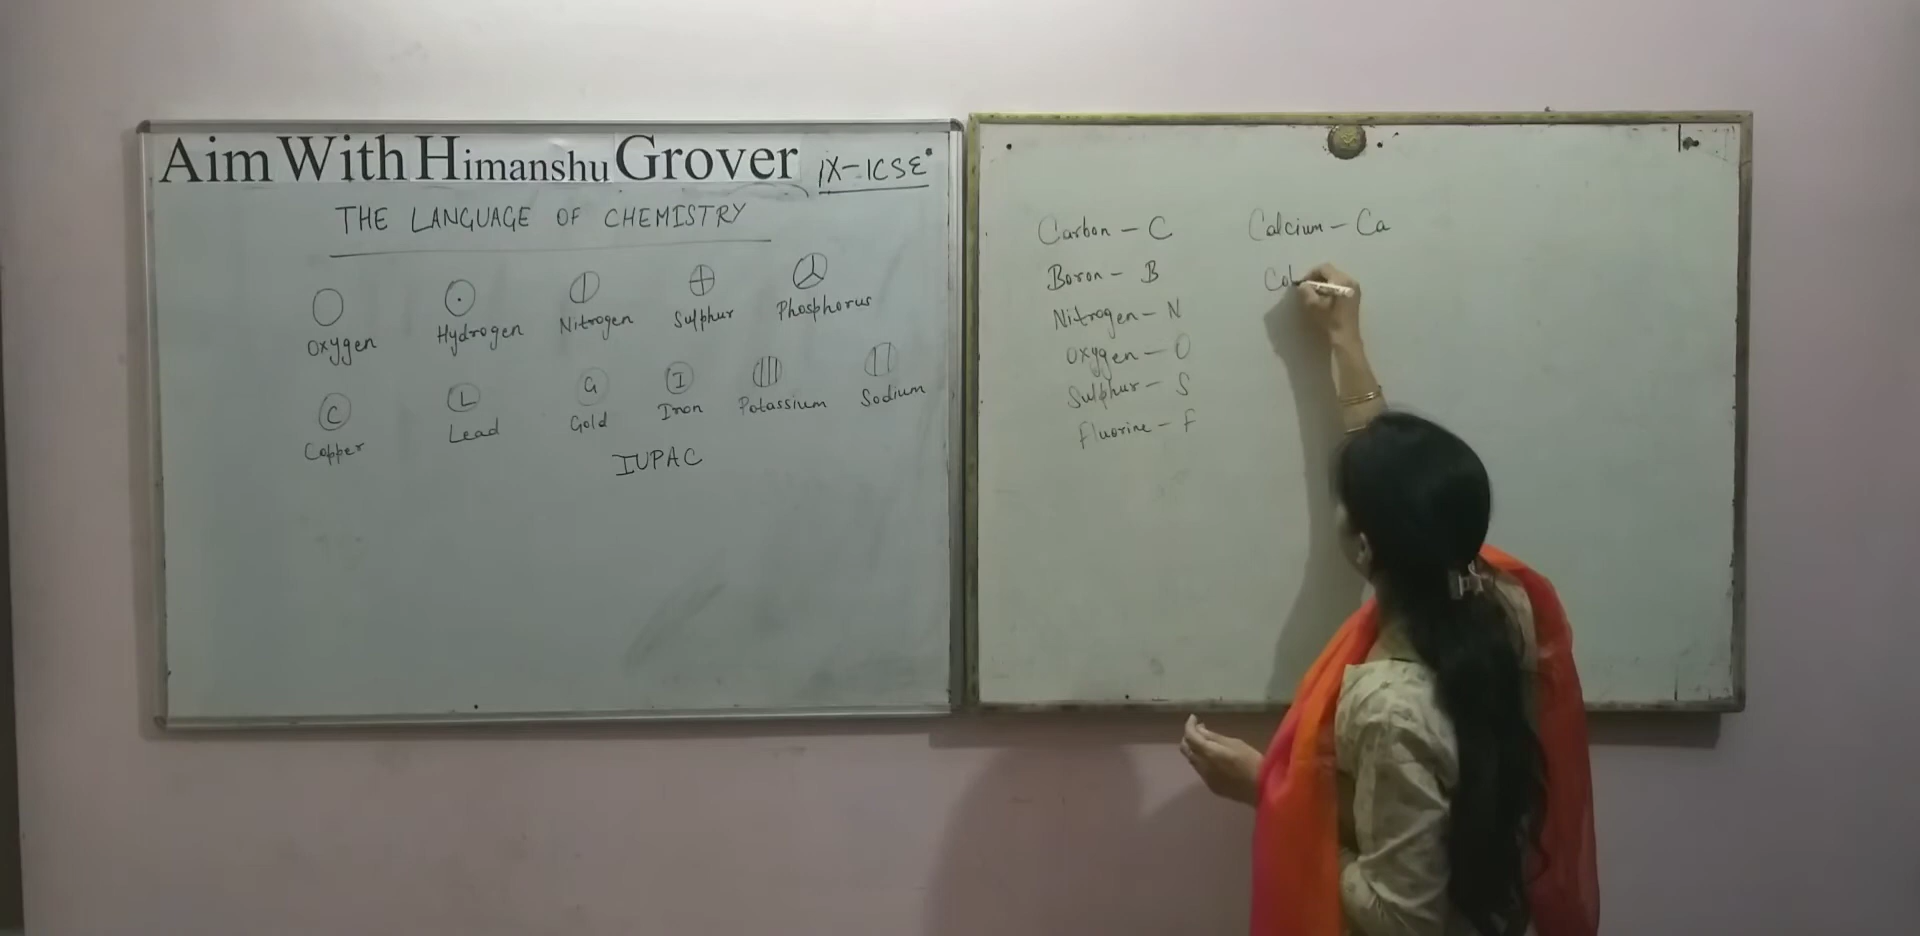 Aim With Himanshu Grover IX-ICSE
THE LANGUAGE OF CHEMISTRY
Oxygen Hydrogen Nitrogen Sulphur Phosphorus
C L G I
Copper Lead Gold Iron Potassium Sodium
IUPAC
Carbon - C
Boron - B
Nitrogen - N
Oxygen - O
Sulphur - S
Fluorine - F
Calcium - Ca